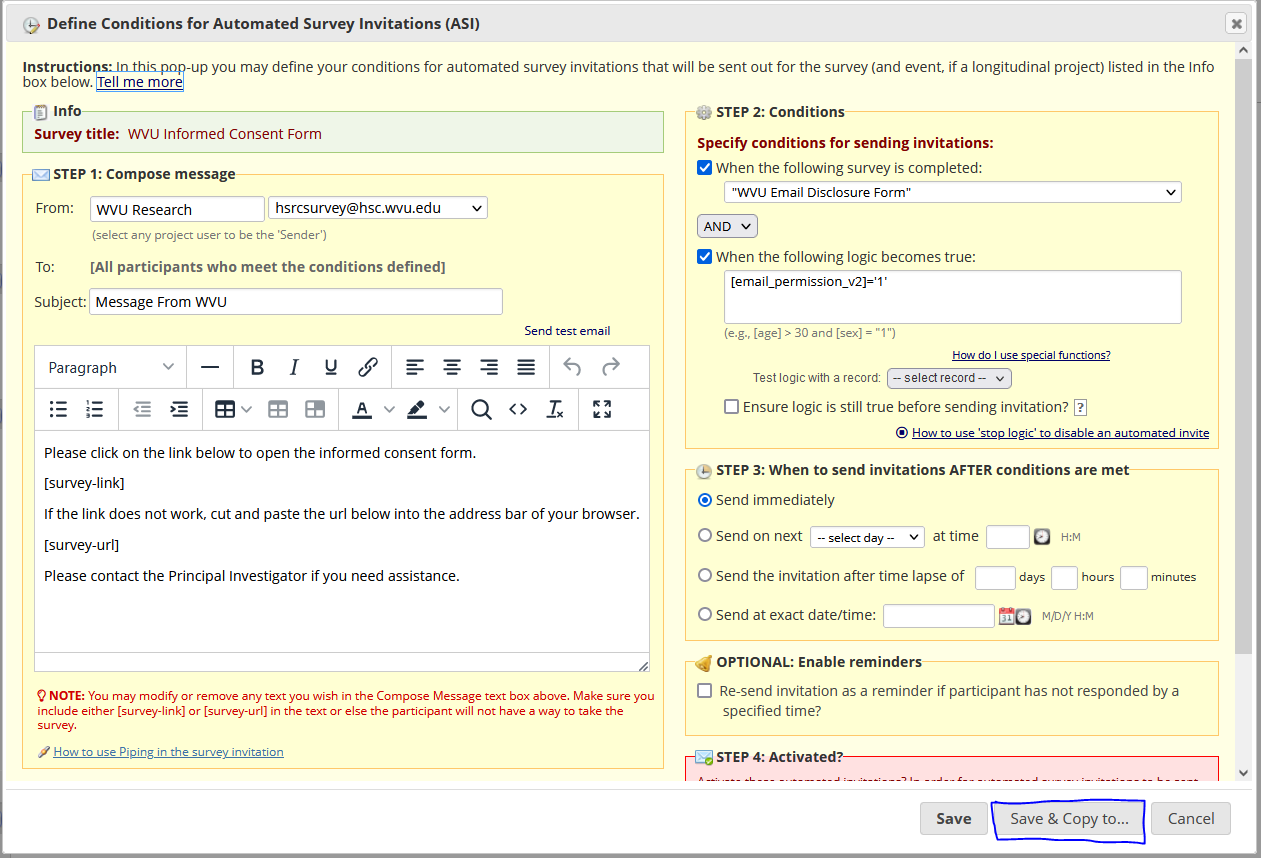 Define Conditions for Automated Survey Invitations (ASI)
Instructions: In this pop-up you may define your conditions for automated survey invitations that will be sent out for the survey (and event, if a longitudinal project) listed in the Info
box below. Tell me more
Info
Survey title: WVU Informed Consent Form
STEP 1: Compose message
From: WVU Research hsrcsurvey@hsc.wvu.edu
(select any project user to be the 'Sender')
To: [All participants who meet the conditions defined]
Subject: Message From WVU
Send test email
Paragraph
B I U
A
Please click on the link below to open the informed consent form.
[survey-link]
If the link does not work, cut and paste the url below into the address bar of your browser.
[survey-url]
Please contact the Principal Investigator if you need assistance.
NOTE: You may modify or remove any text you wish in the Compose Message text box above. Make sure you
include either [survey-link] or [survey-url] in the text or else the participant will not have a way to take the
survey.
How to use Piping in the survey invitation
STEP 2: Conditions
Specify conditions for sending invitations:
When the following survey is completed:
"WVU Email Disclosure Form"
AND
When the following logic becomes true:
[email_permission_v2]='1'
(e.g., [age] > 30 and [sex] = "1")
How do I use special functions?
Test logic with a record: -- select record --
Ensure logic is still true before sending invitation? ?
How to use 'stop logic' to disable an automated invite
STEP 3: When to send invitations AFTER conditions are met
Send immediately
Send on next -- select day -- at time H:M
Send the invitation after time lapse of days hours minutes
Send at exact date/time: 31 M/D/Y H:M
OPTIONAL: Enable reminders
Re-send invitation as a reminder if participant has not responded by a
specified time?
STEP 4: Activated?
Activate these automated invitations? In order for automated survey invitations to be sent
Save Save & Copy to... Cancel